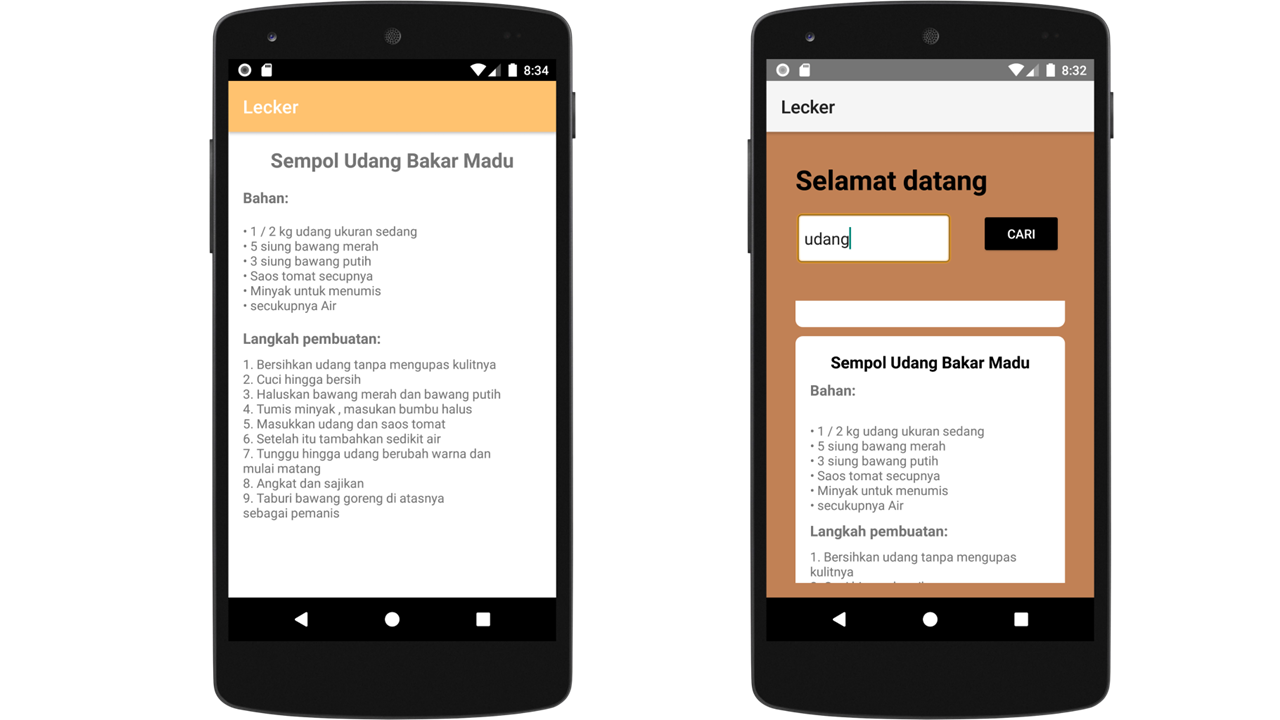 8:34
Lecker
Sempol Udang Bakar Madu
Bahan:
• 1 / 2 kg udang ukuran sedang
• 5 siung bawang merah
• 3 siung bawang putih
• Saos tomat secupnya
• Minyak untuk menumis
• secukupnya Air
Langkah pembuatan:
1. Bersihkan udang tanpa mengupas kulitnya
2. Cuci hingga bersih
3. Haluskan bawang merah dan bawang putih
4. Tumis minyak , masukan bumbu halus
5. Masukkan udang dan saos tomat
6. Setelah itu tambahkan sedikit air
7. Tunggu hingga udang berubah warna dan
mulai matang
8. Angkat dan sajikan
9. Taburi bawang goreng di atasnya
sebagai pemanis
8:32
Lecker
Selamat datang
udang
CARI
Sempol Udang Bakar Madu
Bahan:
• 1 / 2 kg udang ukuran sedang
• 5 siung bawang merah
• 3 siung bawang putih
• Saos tomat secupnya
• Minyak untuk menumis
• secukupnya Air
Langkah pembuatan:
1. Bersihkan udang tanpa mengupas
kulitnya